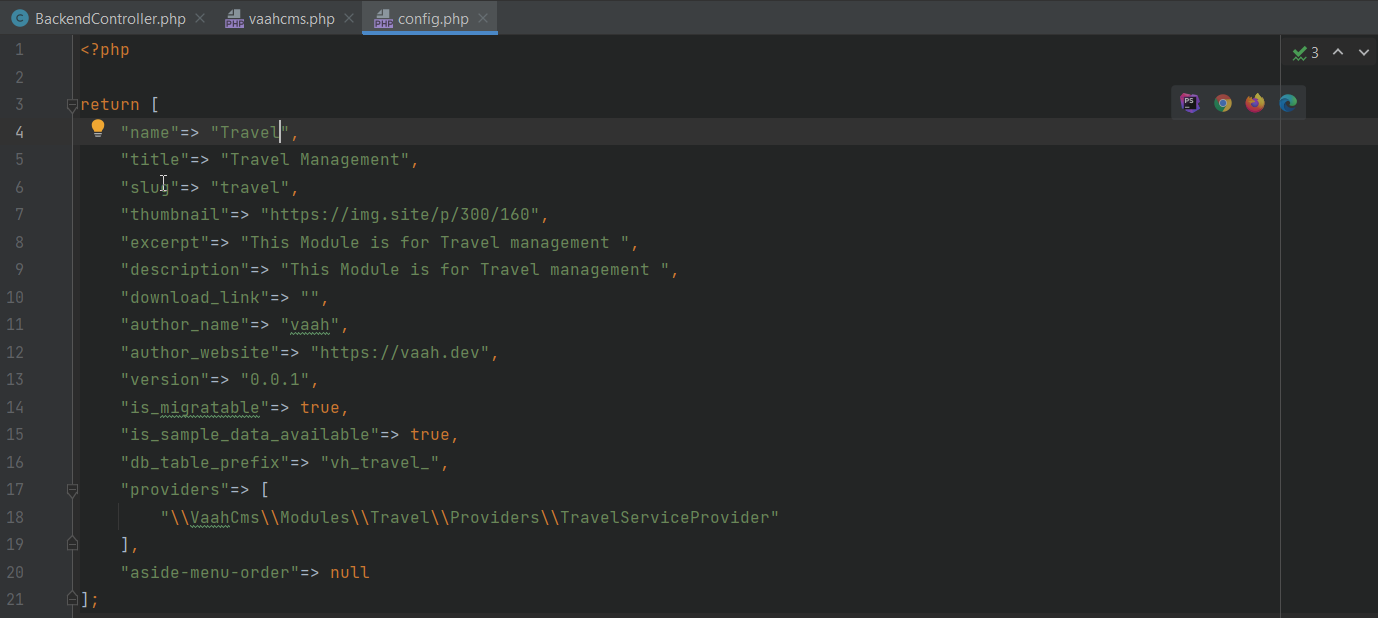 BackendController.php vaahcms.php config.php
1 <?php
2
3 return [
4 "name"=> "Travel",
5 "title"=> "Travel Management",
6 "slug"=> "travel",
7 "thumbnail"=> "https://img.site/p/300/160",
8 "excerpt"=> "This Module is for Travel management ",
9 "description"=> "This Module is for Travel management ",
10 "download_link"=> "",
11 "author_name"=> "vaah",
12 "author_website"=> "https://vaah.dev",
13 "version"=> "0.0.1",
14 "is_migratable"=> true,
15 "is_sample_data_available"=> true,
16 "db_table_prefix"=> "vh_travel_",
17 "providers"=> [
18 "\\VaahCms\\Modules\\Travel\\Providers\\TravelServiceProvider"
19 ],
20 "aside-menu-order"=> null
21 ];
3